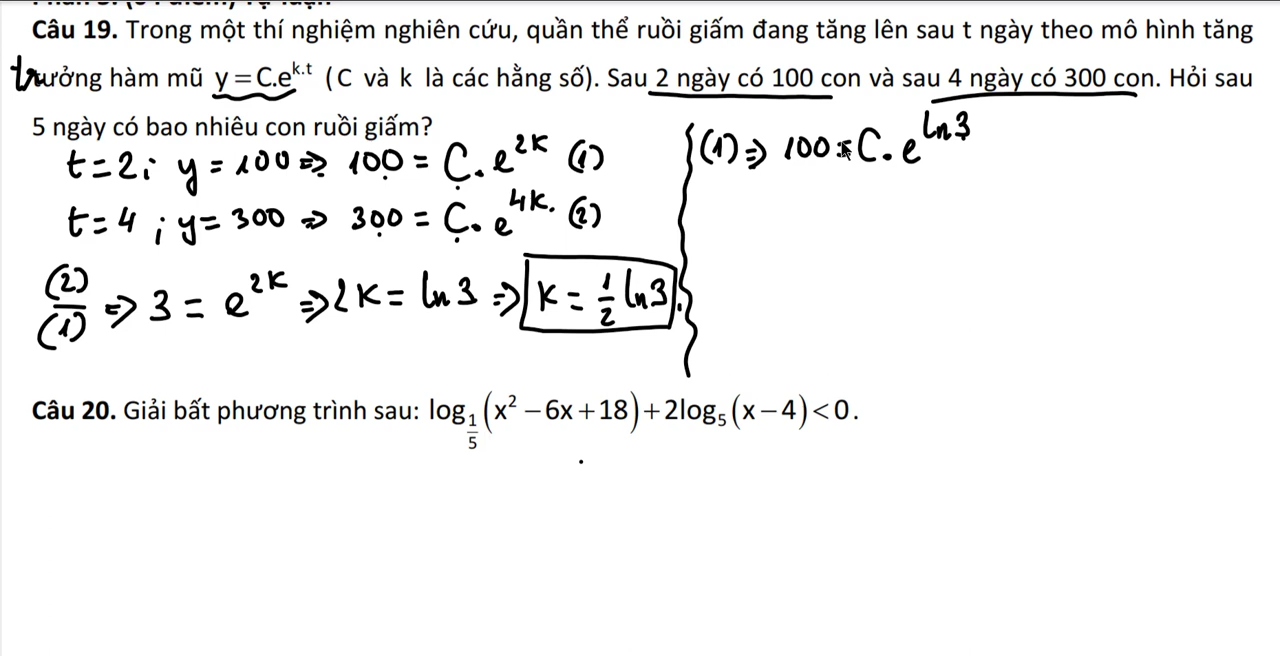 Câu 19. Trong một thí nghiệm nghiên cứu, quần thể ruồi giấm đang tăng lên sau t ngày theo mô hình tăng
trưởng hàm mũ y = C.e^{k.t} (C và k là các hằng số). Sau 2 ngày có 100 con và sau 4 ngày có 300 con. Hỏi sau
5 ngày có bao nhiêu con ruồi giấm?
t = 2 ; y = 100 => 100 = C. e^{2K} (1)
t = 4 ; y = 300 => 300 = C. e^{4K}. (2)
(2)/(1) => 3 = e^{2K} => 2K = ln 3 => K = 1/2 ln3.
(1) => 100 = C. e^{ln3}
Câu 20. Giải bất phương trình sau: log_{1/5}(x² − 6x + 18) + 2log₅(x − 4) < 0.